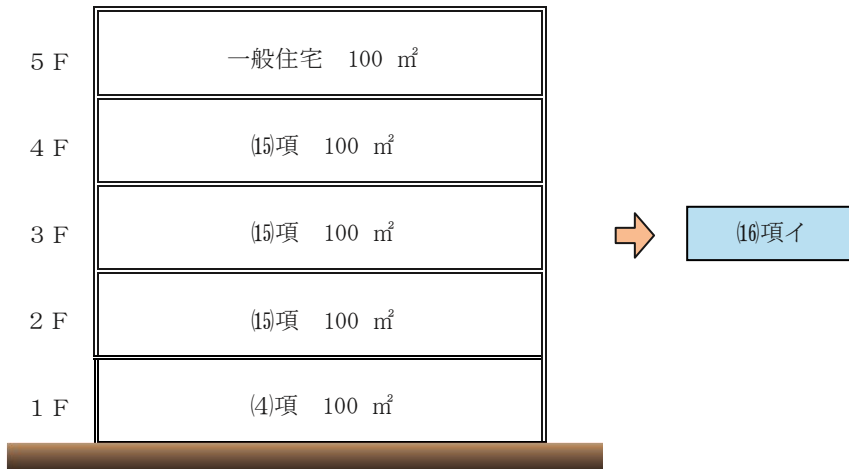 ５Ｆ 一般住宅 100 ㎡
４Ｆ ⒂項 100 ㎡
３Ｆ ⒂項 100 ㎡
⒃項イ
２Ｆ ⒂項 100 ㎡
１Ｆ ⑷項 100 ㎡